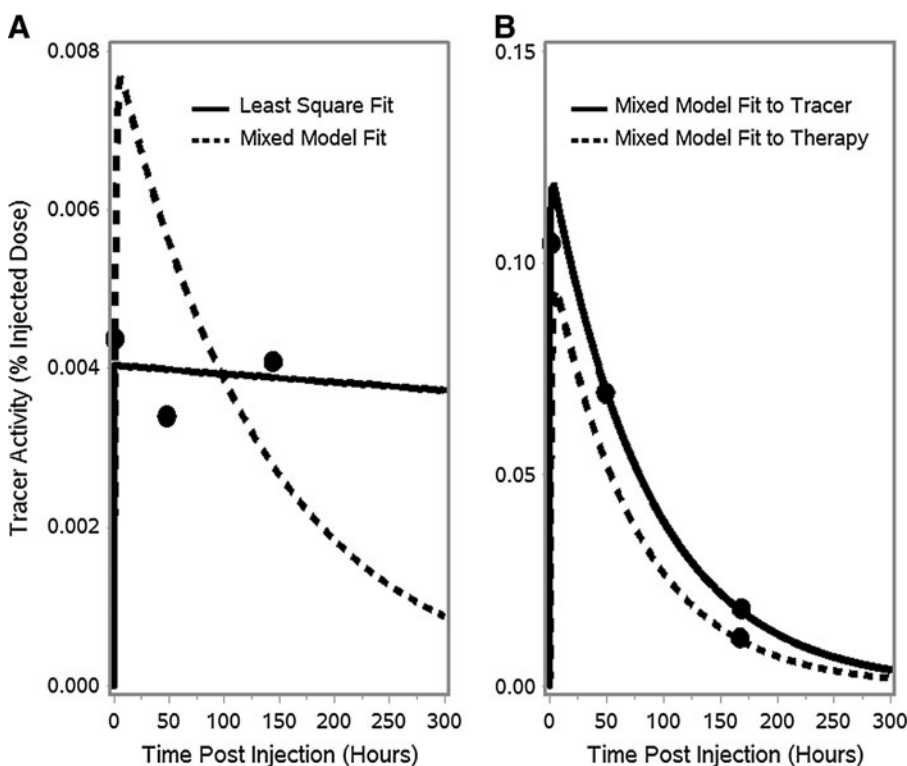 A
Tracer Activity (% Injected Dose)
0.008
0.006
0.004
0.002
0.000
Least Square Fit
Mixed Model Fit
0 50 100 150 200 250 300
Time Post Injection (Hours)
B
0.15
0.10
0.05
0.00
Mixed Model Fit to Tracer
Mixed Model Fit to Therapy
0 50 100 150 200 250 300
Time Post Injection (Hours)